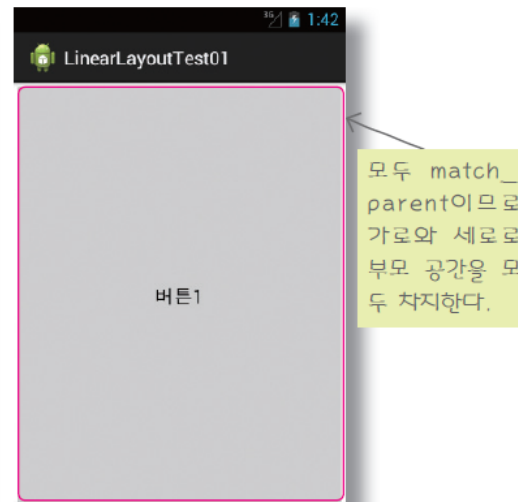 3G 1:42
LinearLayoutTest01
버튼1
모두 match_
parent이므로
가로와 세로로
부모 공간을 모
두 차지한다.